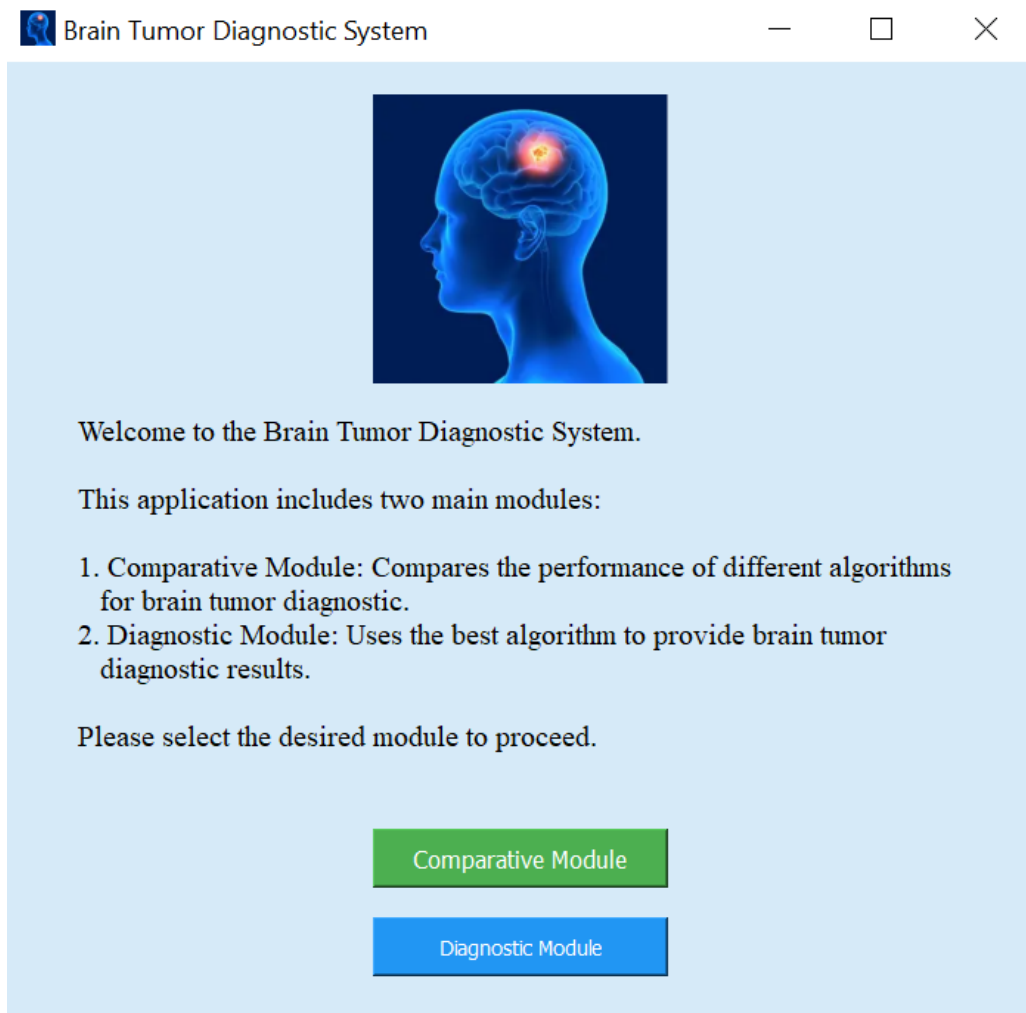 Brain Tumor Diagnostic System
Welcome to the Brain Tumor Diagnostic System.
This application includes two main modules:
1. Comparative Module: Compares the performance of different algorithms
for brain tumor diagnostic.
2. Diagnostic Module: Uses the best algorithm to provide brain tumor
diagnostic results.
Please select the desired module to proceed.
Comparative Module
Diagnostic Module